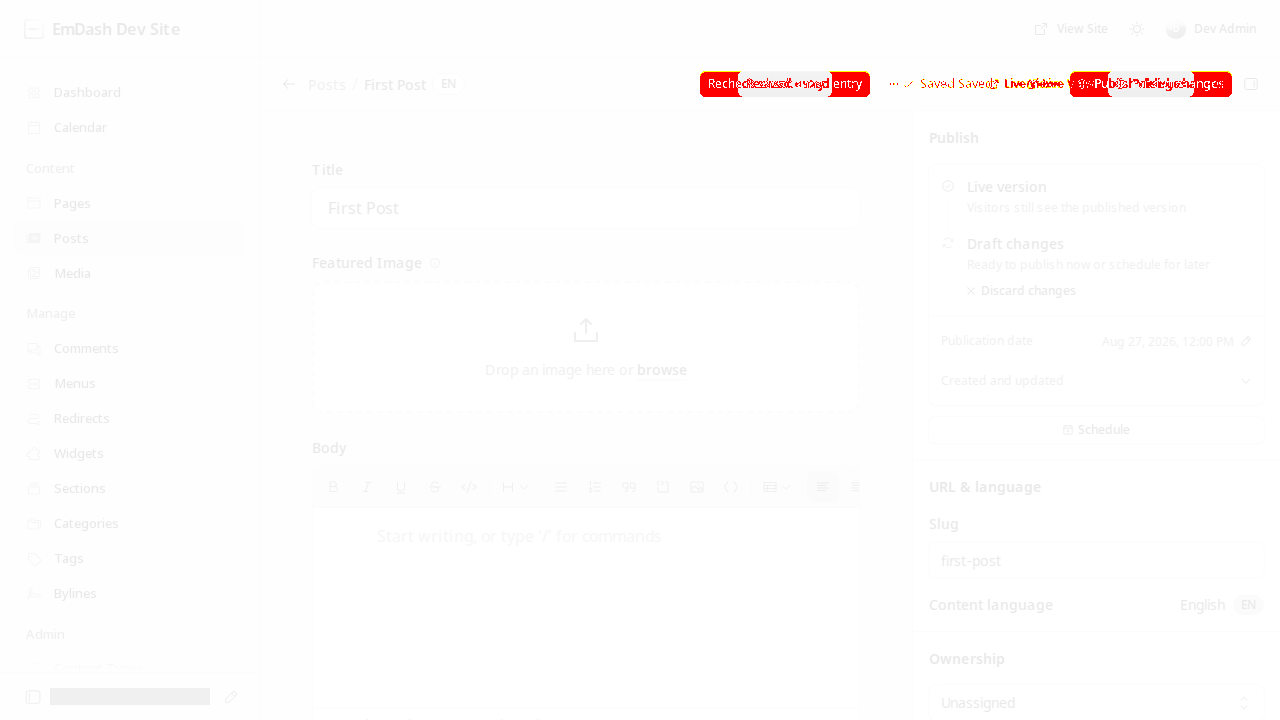 EmDash Dev Site
View Site
Dev Admin
Posts / First Post EN
entry
Saved
changes
Dashboard
Calendar
Content
Pages
Posts
Media
Manage
Comments
Menus
Redirects
Widgets
Sections
Categories
Tags
Bylines
Admin
Title
First Post
Featured Image
Drop an image here or browse
Body
Start writing, or type '/' for commands
Publish
Live version
Visitors still see the published version
Draft changes
Ready to publish now or schedule for later
Discard changes
Publication date
Aug 27, 2026, 12:00 PM
Created and updated
Schedule
URL & language
Slug
first-post
Content language
English EN
Ownership
Unassigned